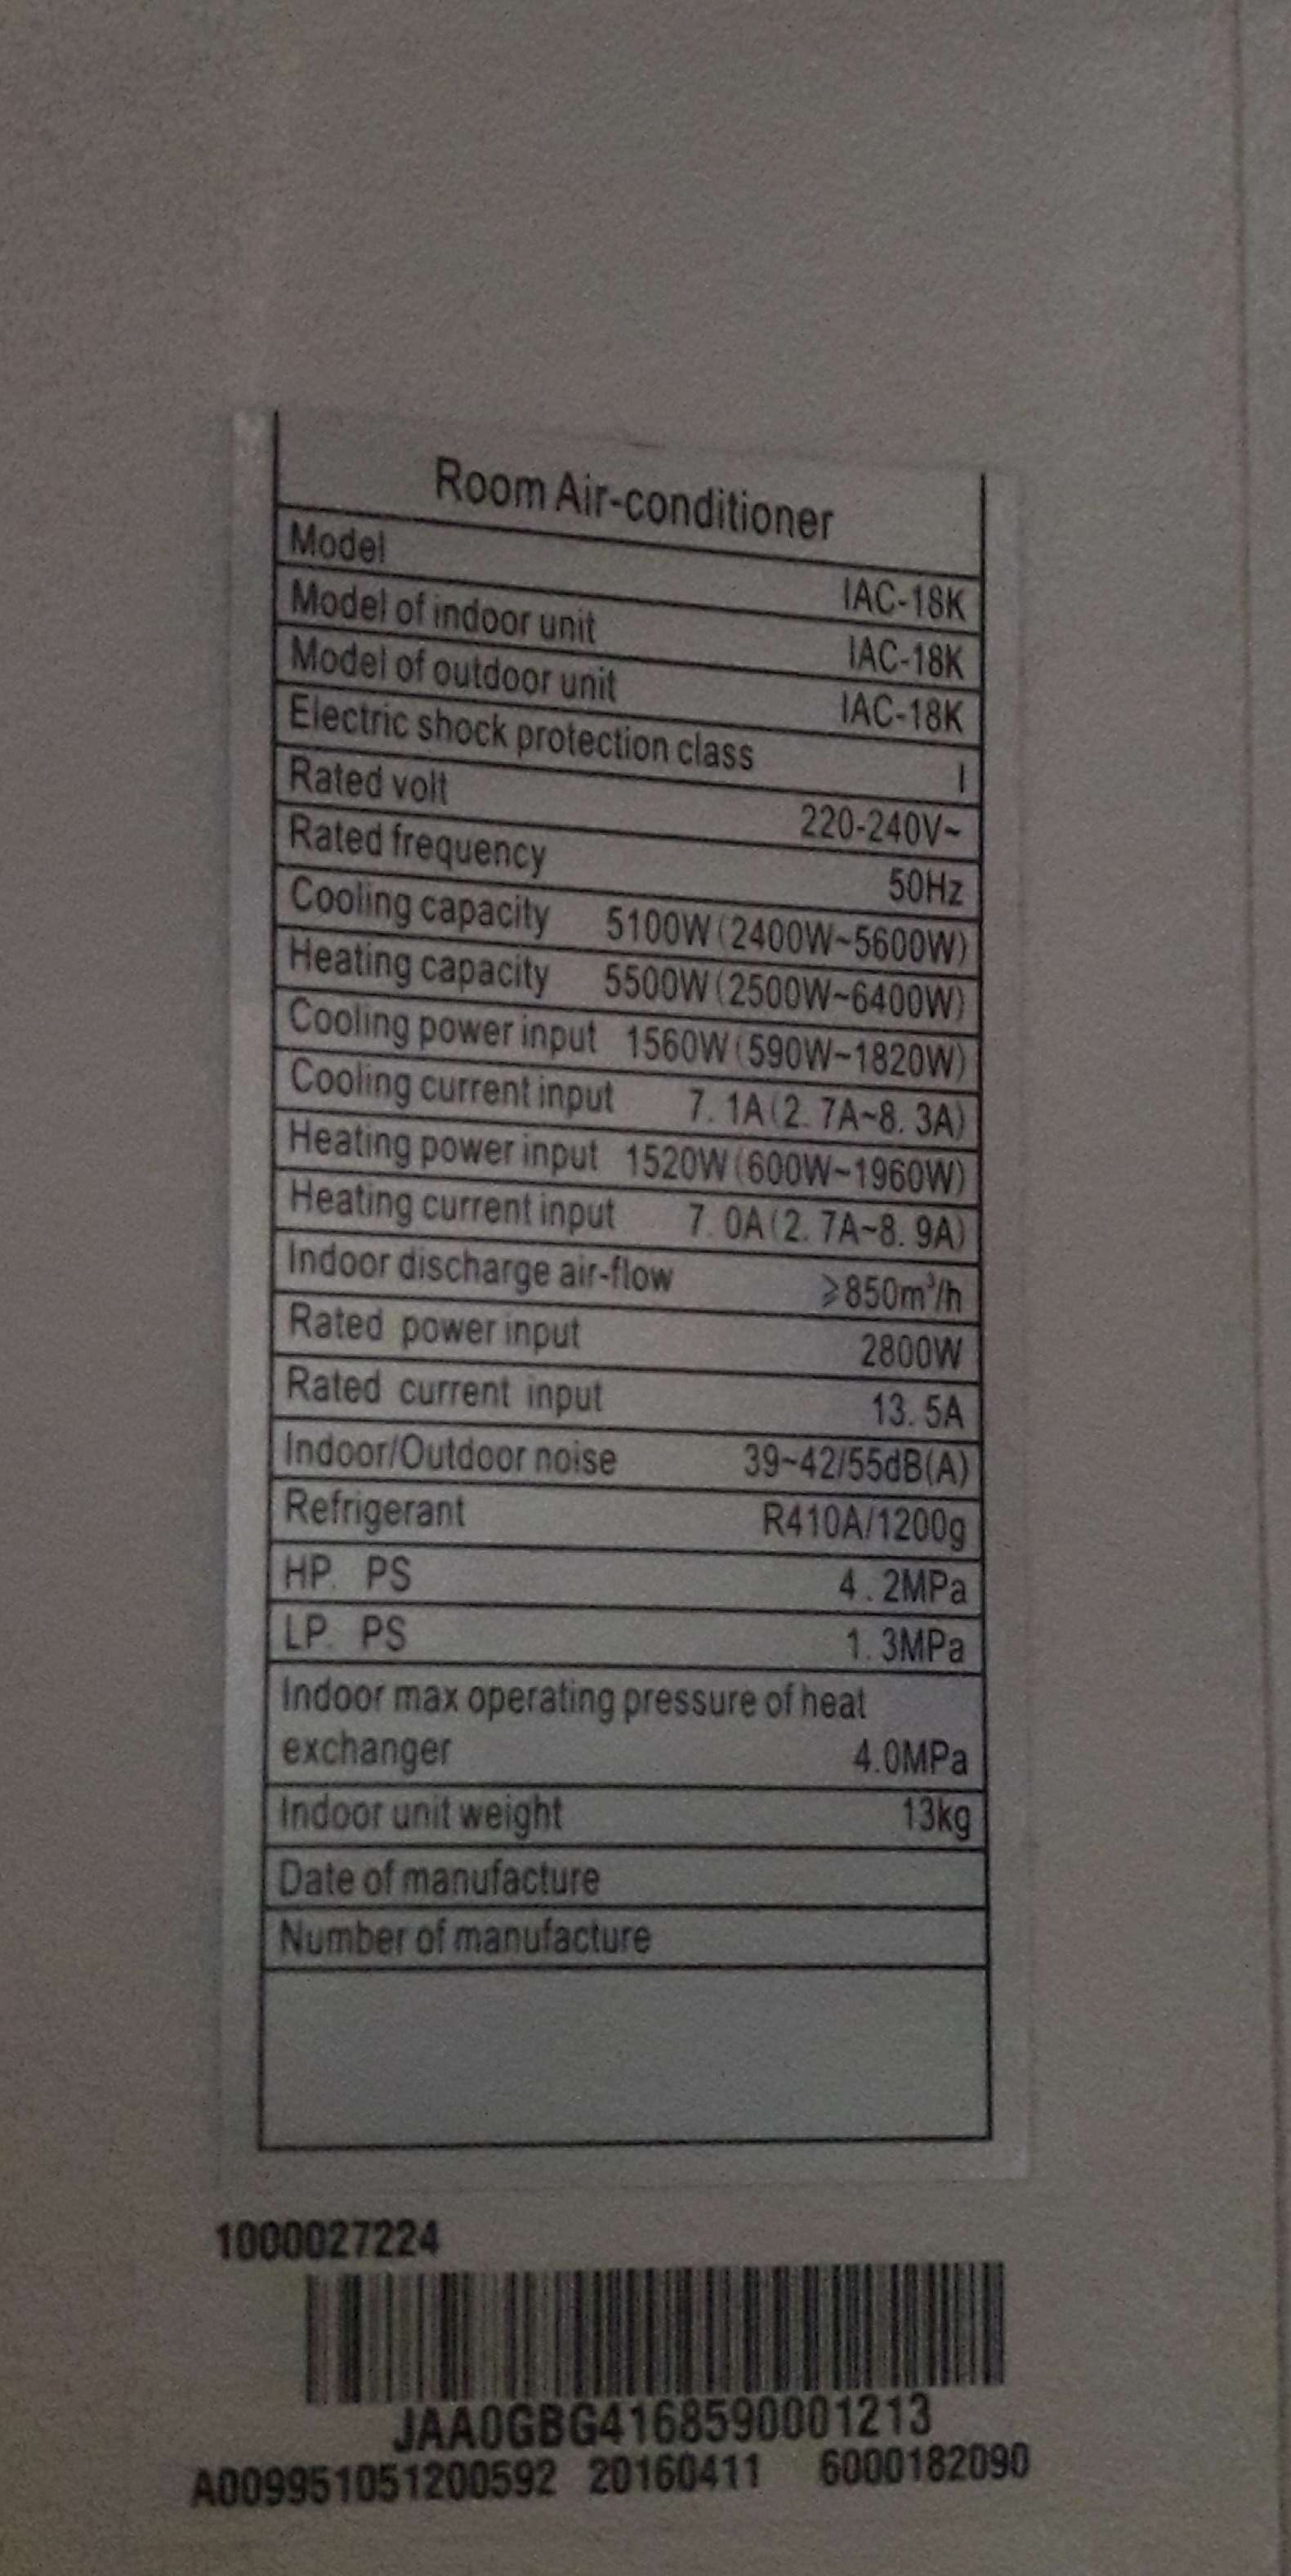 Room Air-conditioner
Model IAC-18K
Model of indoor unit IAC-18K
Model of outdoor unit IAC-18K
Electric shock protection class I
Rated volt 220-240V~
Rated frequency 50Hz
Cooling capacity 5100W(2400W~5600W)
Heating capacity 5500W(2500W~6400W)
Cooling power input 1560W(590W~1820W)
Cooling current input 7.1A(2.7A~8.3A)
Heating power input 1520W(600W~1960W)
Heating current input 7.0A(2.7A~8.9A)
Indoor discharge air-flow ⩾850m³/h
Rated power input 2800W
Rated current input 13.5A
Indoor/Outdoor noise 39~42/55dB(A)
Refrigerant R410A/1200g
HP. PS 4.2MPa
LP. PS 1.3MPa
Indoor max operating pressure of heat
exchanger 4.0MPa
Indoor unit weight 13kg
Date of manufacture
Number of manufacture
1000027224
JAA0GBG4168590001213
A009951051200592 20160411 6000182090